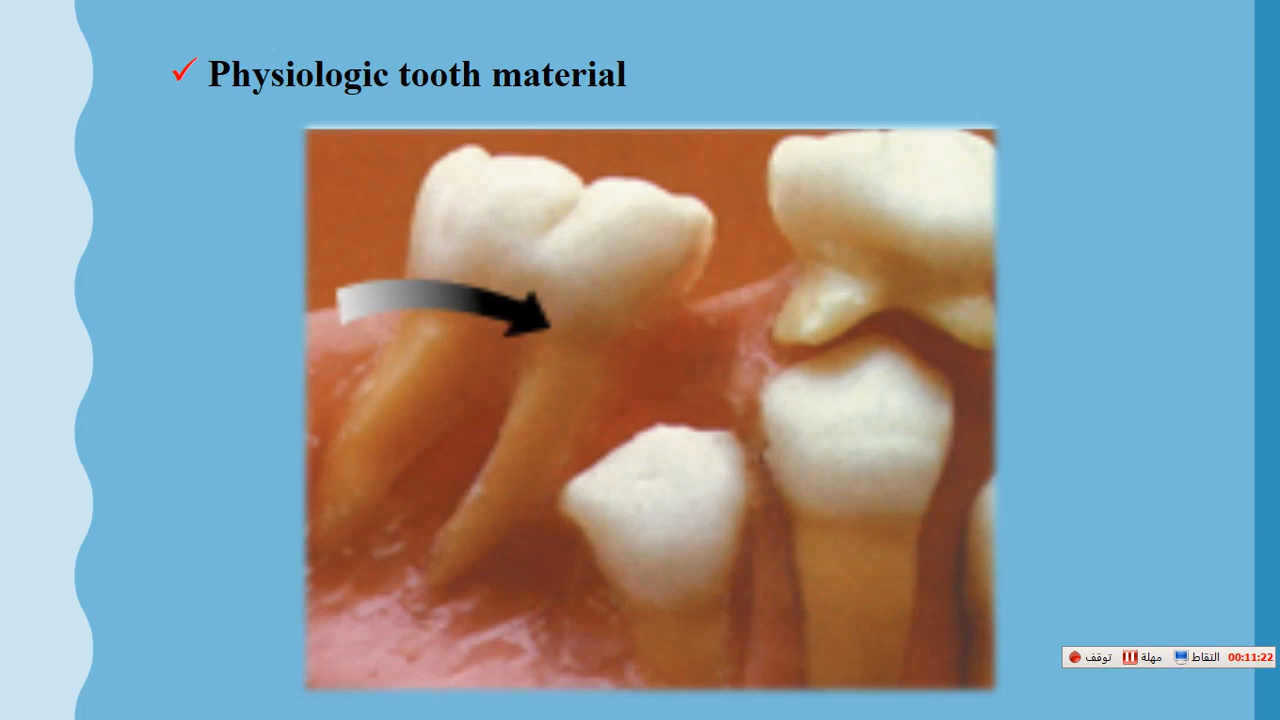 ✓ Physiologic tooth material
توقف مهلة التقاط 00:11:22